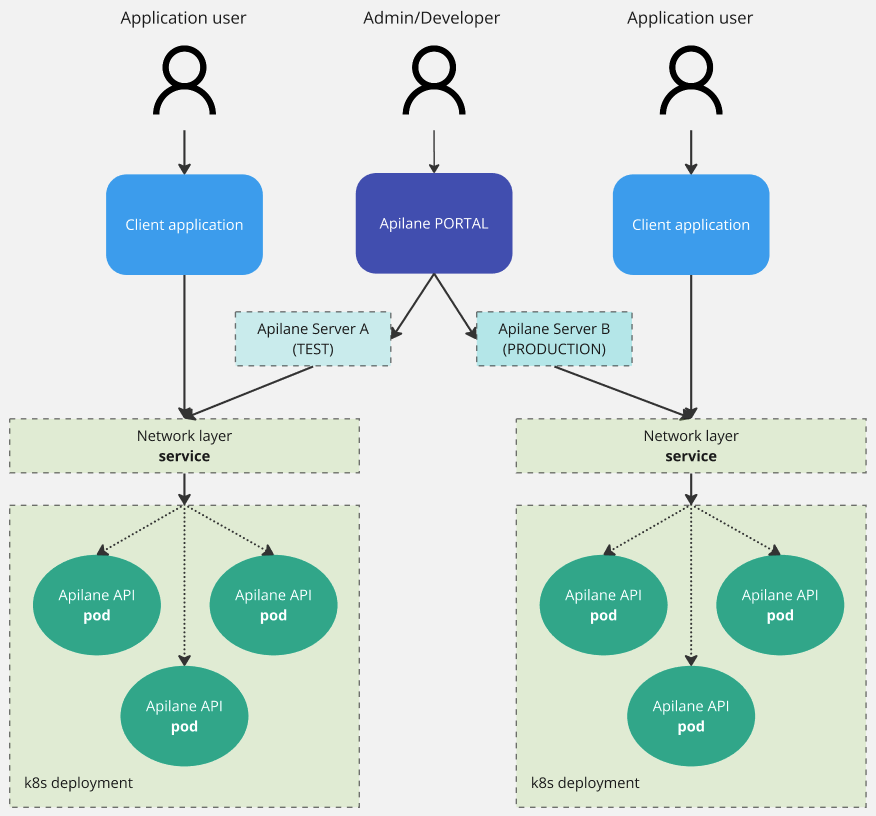 Application user
Admin/Developer
Application user
Client application
Apilane PORTAL
Client application
Apilane Server A
(TEST)
Apilane Server B
(PRODUCTION)
Network layer
service
Network layer
service
Apilane API
pod
Apilane API
pod
Apilane API
pod
k8s deployment
Apilane API
pod
Apilane API
pod
Apilane API
pod
k8s deployment